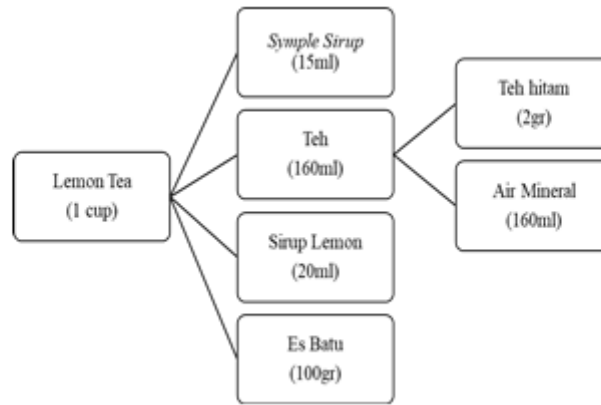 Lemon Tea
(1 cup)
Symple Sirup
(15ml)
Teh
(160ml)
Sirup Lemon
(20ml)
Es Batu
(100gr)
Teh hitam
(2gr)
Air Mineral
(160ml)